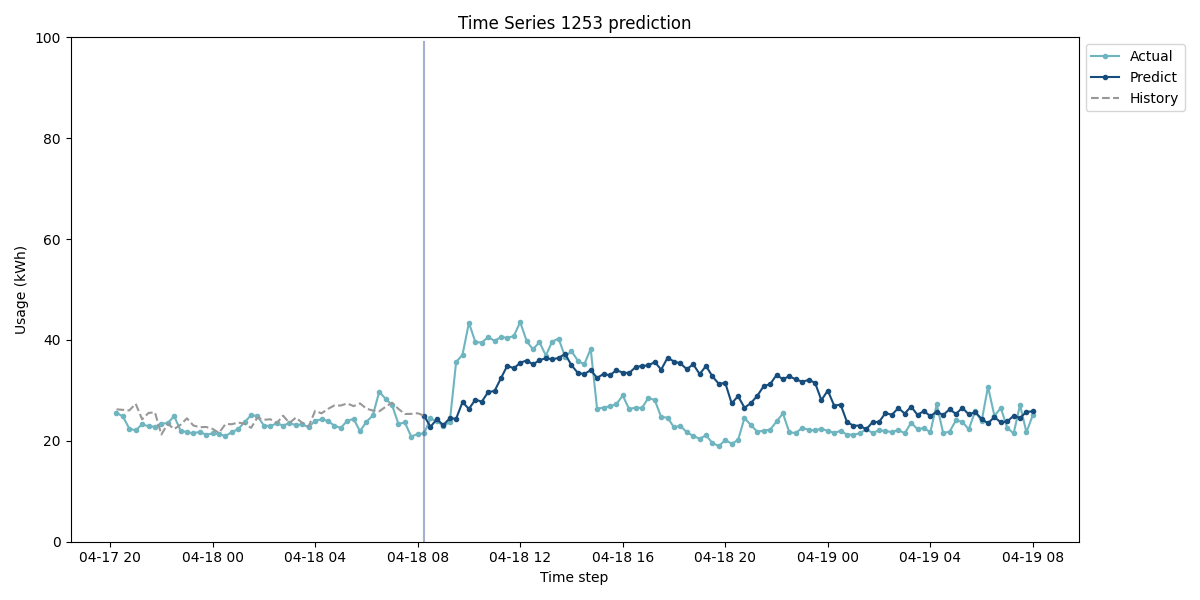 Time Series 1253 prediction
100
80
60
40
20
0
Usage (kWh)
04-17 20
04-18 00
04-18 04
04-18 08
04-18 12
04-18 16
04-18 20
04-19 00
04-19 04
04-19 08
Time step
Actual
Predict
History